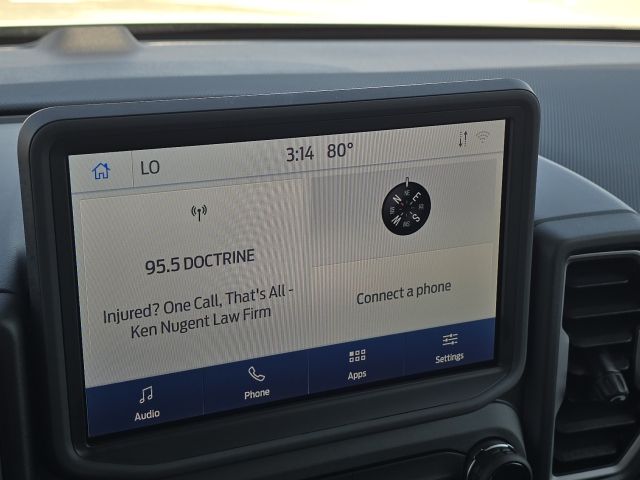 LO
3:14 80°
95.5 DOCTRINE
Injured? One Call, That's All -
Ken Nugent Law Firm
N
NE
E
S
W
Connect a phone
Audio
Phone
Apps
Settings